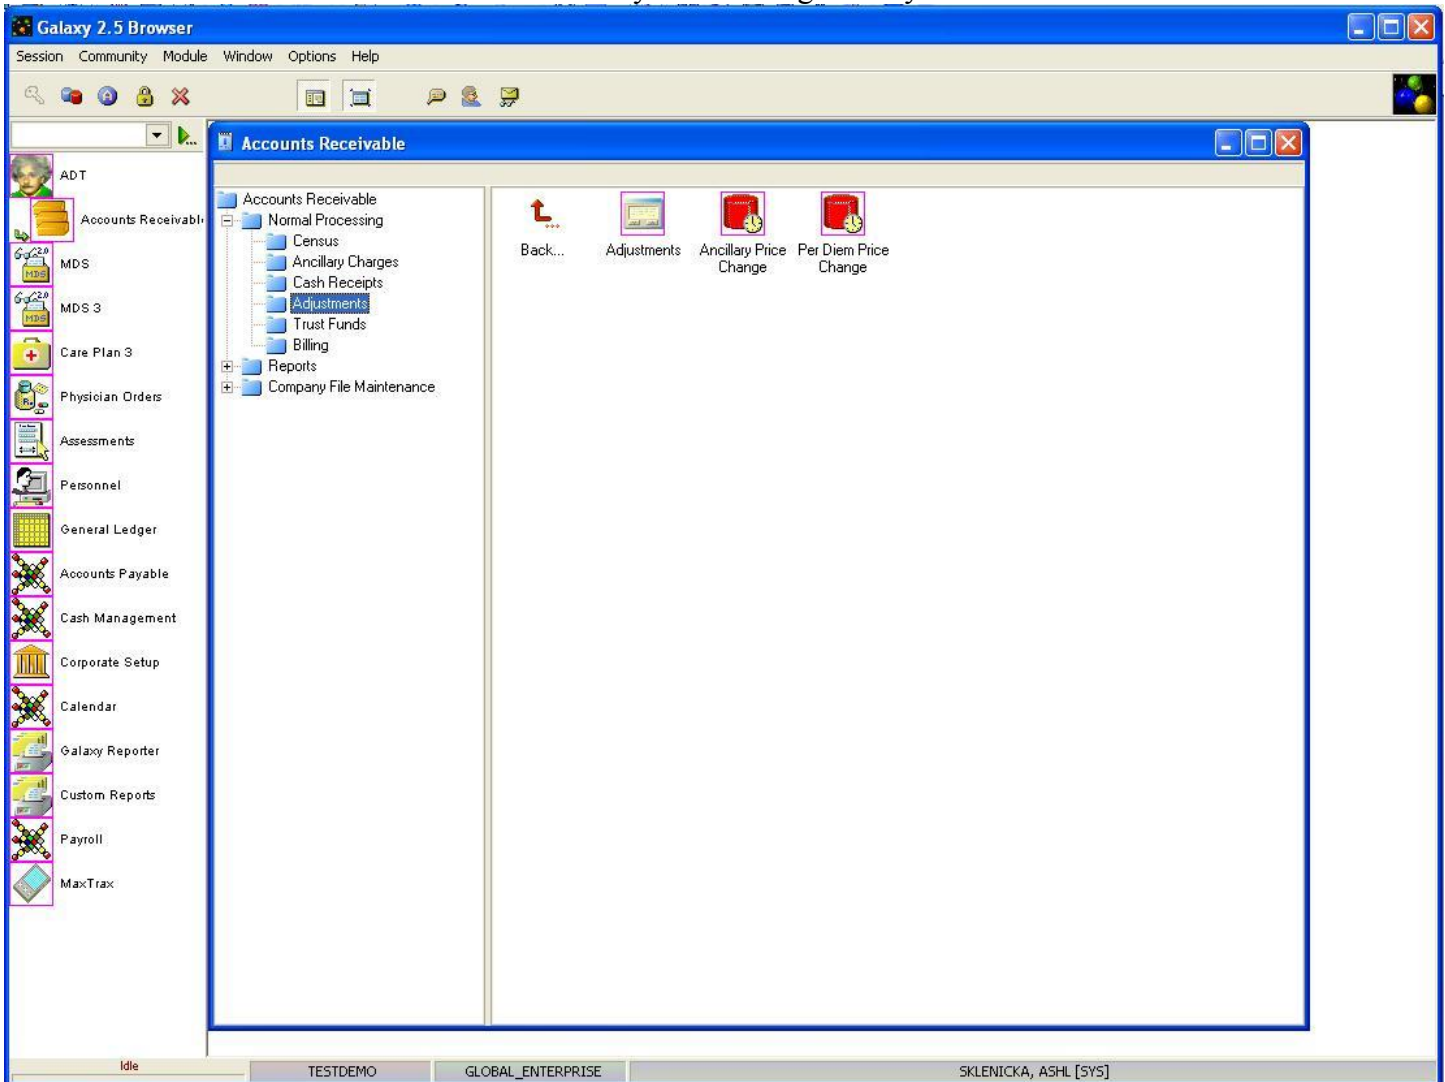 Galaxy 2.5 Browser
Session Community Module Window Options Help
Accounts Receivable
ADT
Accounts Receivabl
MDS
MDS 3
Care Plan 3
Physician Orders
Assessments
Personnel
General Ledger
Accounts Payable
Cash Management
Corporate Setup
Calendar
Galaxy Reporter
Custom Reports
Payroll
MaxTrax
Accounts Receivable
Normal Processing
Census
Ancillary Charges
Cash Receipts
Adjustments
Trust Funds
Billing
Reports
Company File Maintenance
Back...
Adjustments
Ancillary Price
Change
Per Diem Price
Change
Idle
TESTDEMO
GLOBAL_ENTERPRISE
SKLENICKA, ASHL [SYS]